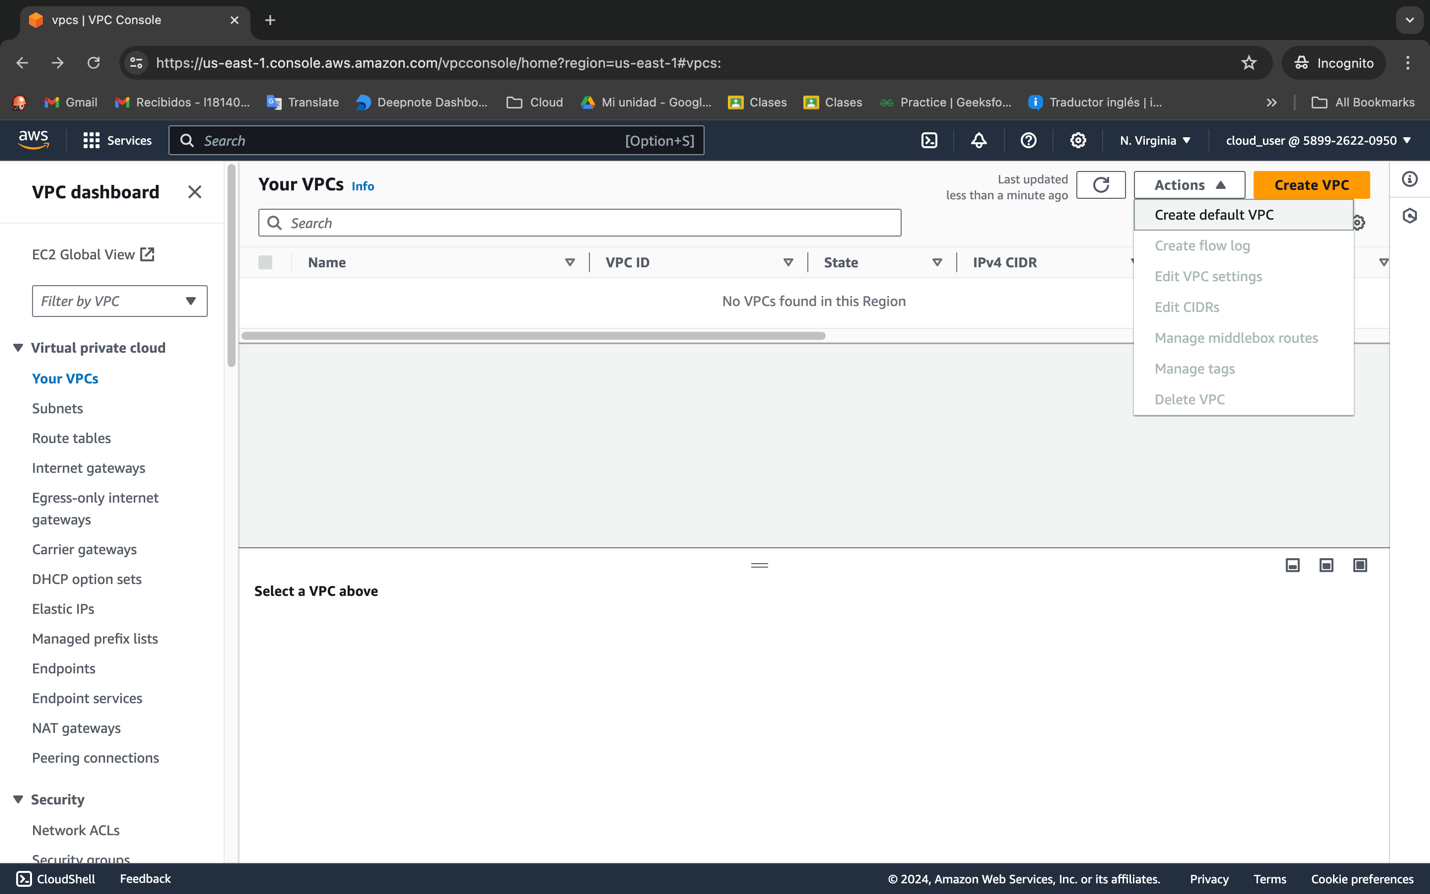 vpcs | VPC Console
https://us-east-1.console.aws.amazon.com/vpcconsole/home?region=us-east-1#vpcs:
Incognito
Gmail
Recibidos - l18140...
Translate
Deepnote Dashbo...
Cloud
Mi unidad - Googl...
Clases
Clases
Practice | Geeksfo...
Traductor inglés | i...
All Bookmarks
aws
Services
Search
[Option+S]
N. Virginia
cloud_user @ 5899-2622-0950
VPC dashboard
EC2 Global View
Filter by VPC
Virtual private cloud
Your VPCs
Subnets
Route tables
Internet gateways
Egress-only internet
gateways
Carrier gateways
DHCP option sets
Elastic IPs
Managed prefix lists
Endpoints
Endpoint services
NAT gateways
Peering connections
Security
Network ACLs
Security groups
Your VPCs Info
Last updated
less than a minute ago
Actions
Create VPC
Search
Create default VPC
Create flow log
Edit VPC settings
Edit CIDRs
Manage middlebox routes
Manage tags
Delete VPC
Name
VPC ID
State
IPv4 CIDR
No VPCs found in this Region
Select a VPC above
CloudShell
Feedback
© 2024, Amazon Web Services, Inc. or its affiliates.
Privacy
Terms
Cookie preferences